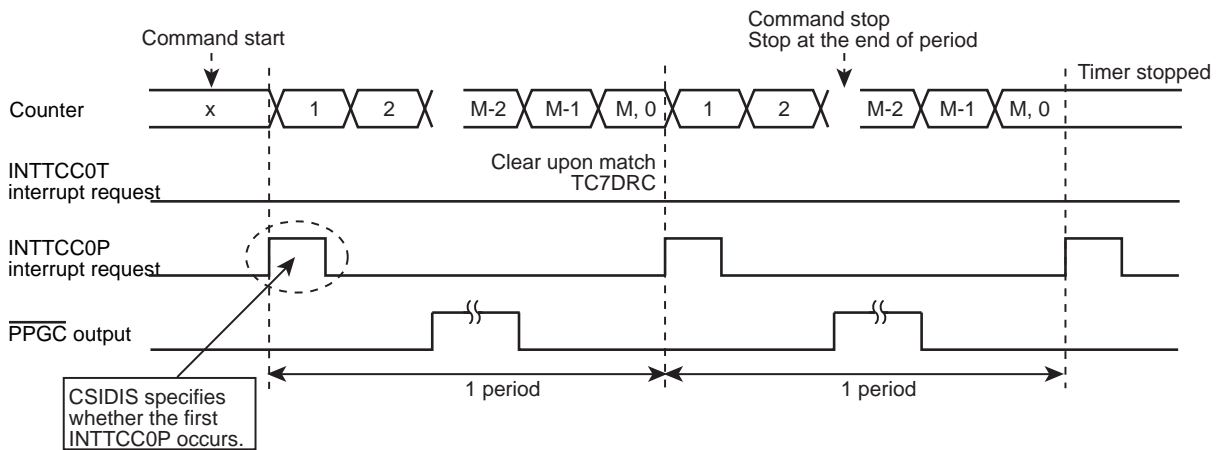 Command start
Command stop
Stop at the end of period
Timer stopped
Counter x 1 2 M-2 M-1 M, 0 1 2 M-2 M-1 M, 0
INTTCC0T
interrupt request
Clear upon match
TC7DRC
INTTCC0P
interrupt request
PPGC output
1 period 1 period
CSIDIS specifies
whether the first
INTTCC0P occurs.